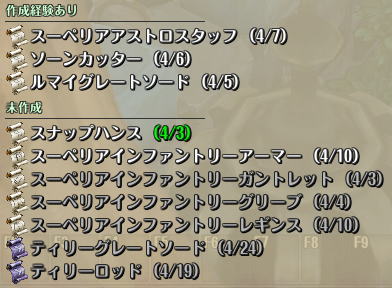 作成経験あり
スーペリアアストロスタッフ (4/7)
ソーンカッター (4/6)
ルマイグレートソード (4/5)
未作成
スナップハンス (4/3)
スーペリアインファントリーアーマー (4/10)
スーペリアインファントリーガントレット (4/3)
スーペリアインファントリーグリーブ (4/4)
スーペリアインファントリーレギンス (4/10)
ティリーグレートソード (4/24)
ティリーロッド (4/19)
F6 F8 F9